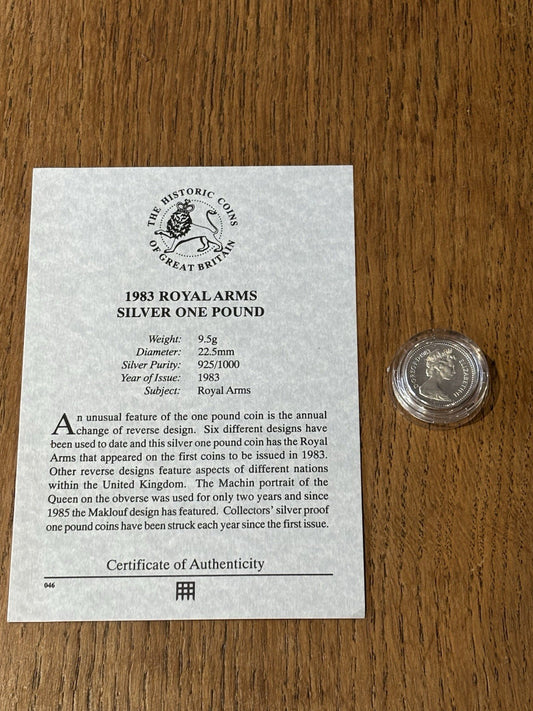 THE HISTORIC COINS
OF GREAT BRITAIN
1983 ROYAL ARMS
SILVER ONE POUND
Weight: 9.5g
Diameter: 22.5mm
Silver Purity: 925/1000
Year of Issue: 1983
Subject: Royal Arms
An unusual feature of the one pound coin is the annual
change of reverse design. Six different designs have
been used to date and this silver one pound coin has the Royal
Arms that appeared on the first coins to be issued in 1983.
Other reverse designs feature aspects of different nations
within the United Kingdom. The Machin portrait of the
Queen on the obverse was used for only two years and since
1985 the Maklouf design has featured. Collectors' silver proof
one pound coins have been struck each year since the first issue.
Certificate of Authenticity
046